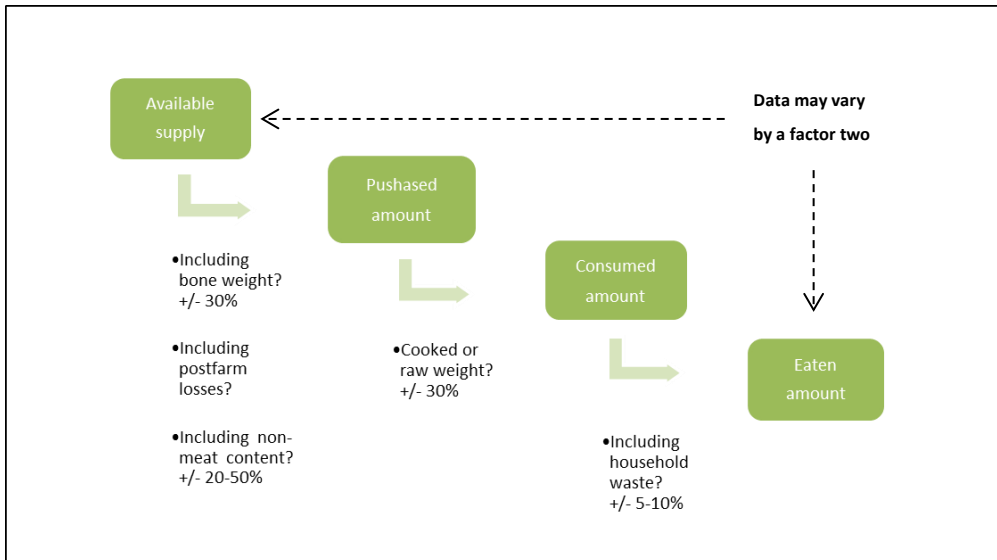 Available
supply
Data may vary
by a factor two
Pushased
amount
•Including
bone weight?
+/- 30%
•Including
postfarm
losses?
•Including non-
meat content?
+/- 20-50%
Consumed
amount
•Cooked or
raw weight?
+/- 30%
Eaten
amount
•Including
household
waste?
+/- 5-10%